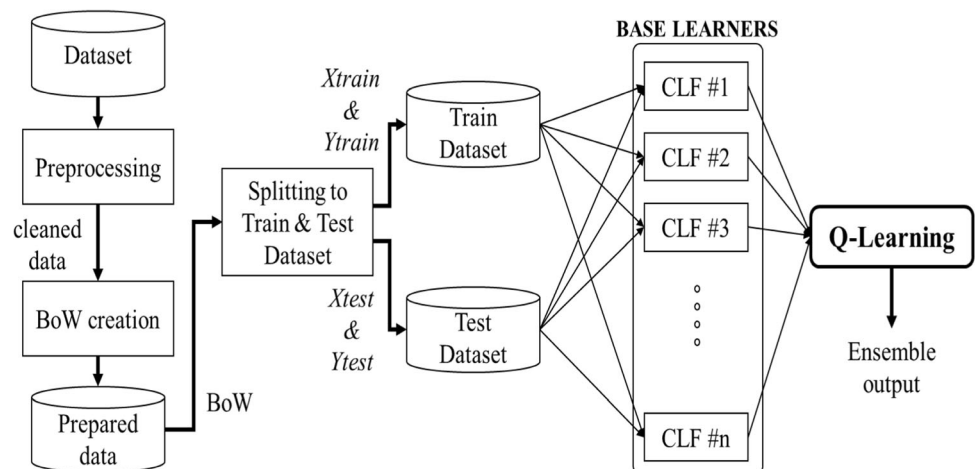 Dataset
Preprocessing
cleaned
data
BoW creation
Prepared
data
BoW
Splitting to
Train & Test
Dataset
Xtrain
&
Ytrain
Train
Dataset
Xtest
&
Ytest
Test
Dataset
BASE LEARNERS
CLF #1
CLF #2
CLF #3
CLF #n
Q-Learning
Ensemble
output